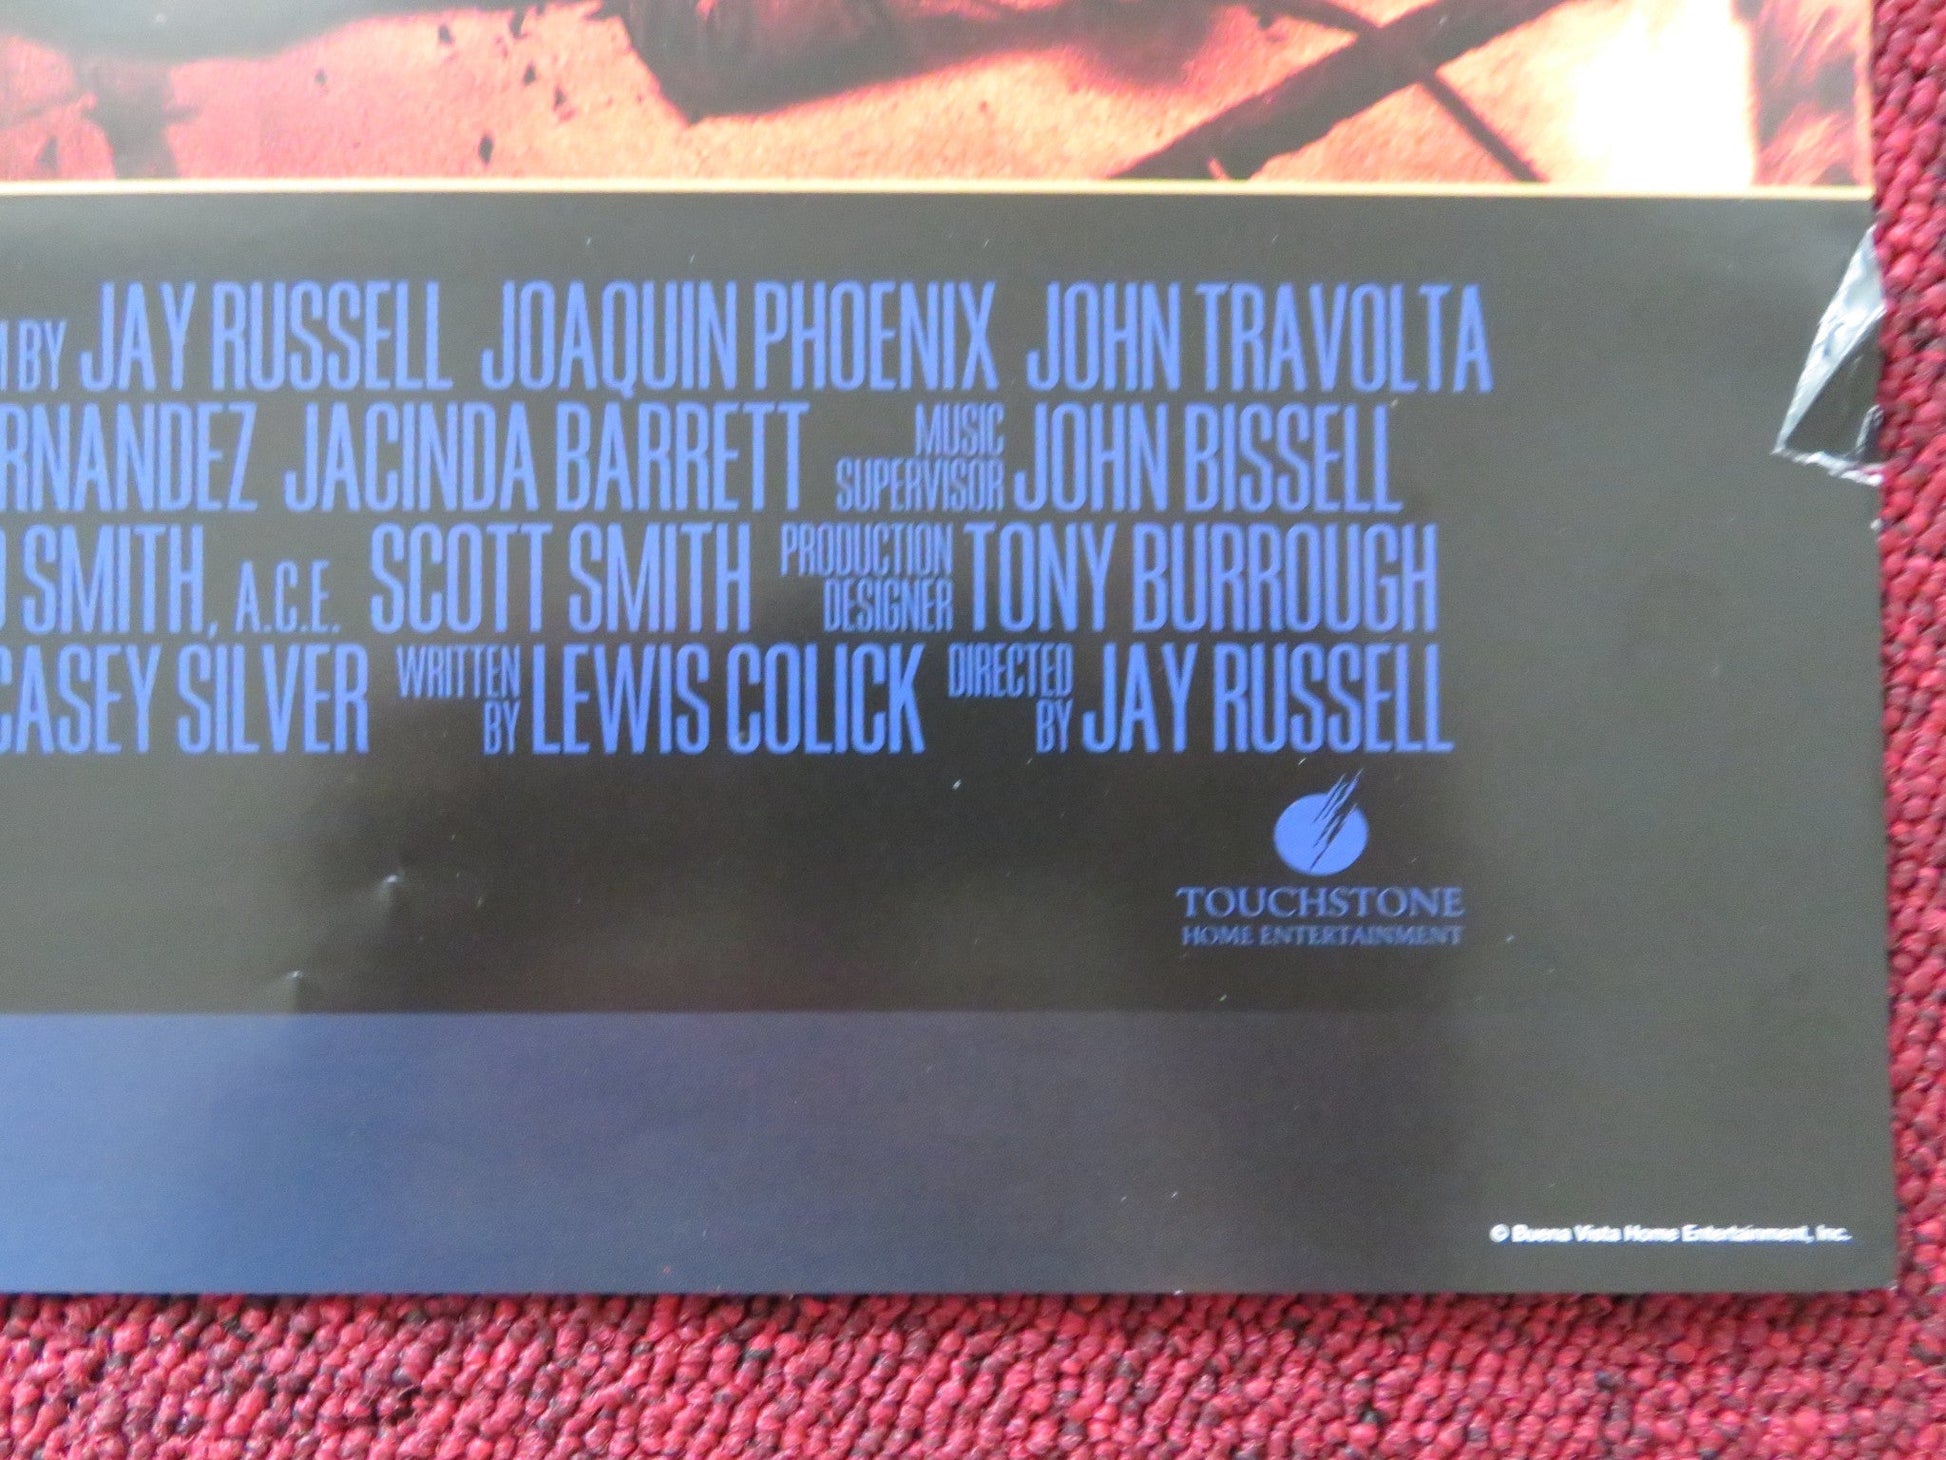 BY JAY RUSSELL JOAQUIN PHOENIX JOHN TRAVOLTA
RNANDEZ JACINDA BARRETT MUSIC SUPERVISOR JOHN BISSELL
D SMITH, A.C.E. SCOTT SMITH PRODUCTION DESIGNER TONY BURROUGH
CASEY SILVER WRITTEN BY LEWIS COLICK DIRECTED BY JAY RUSSELL
TOUCHSTONE
HOME ENTERTAINMENT
© Buena Vista Home Entertainment, Inc.